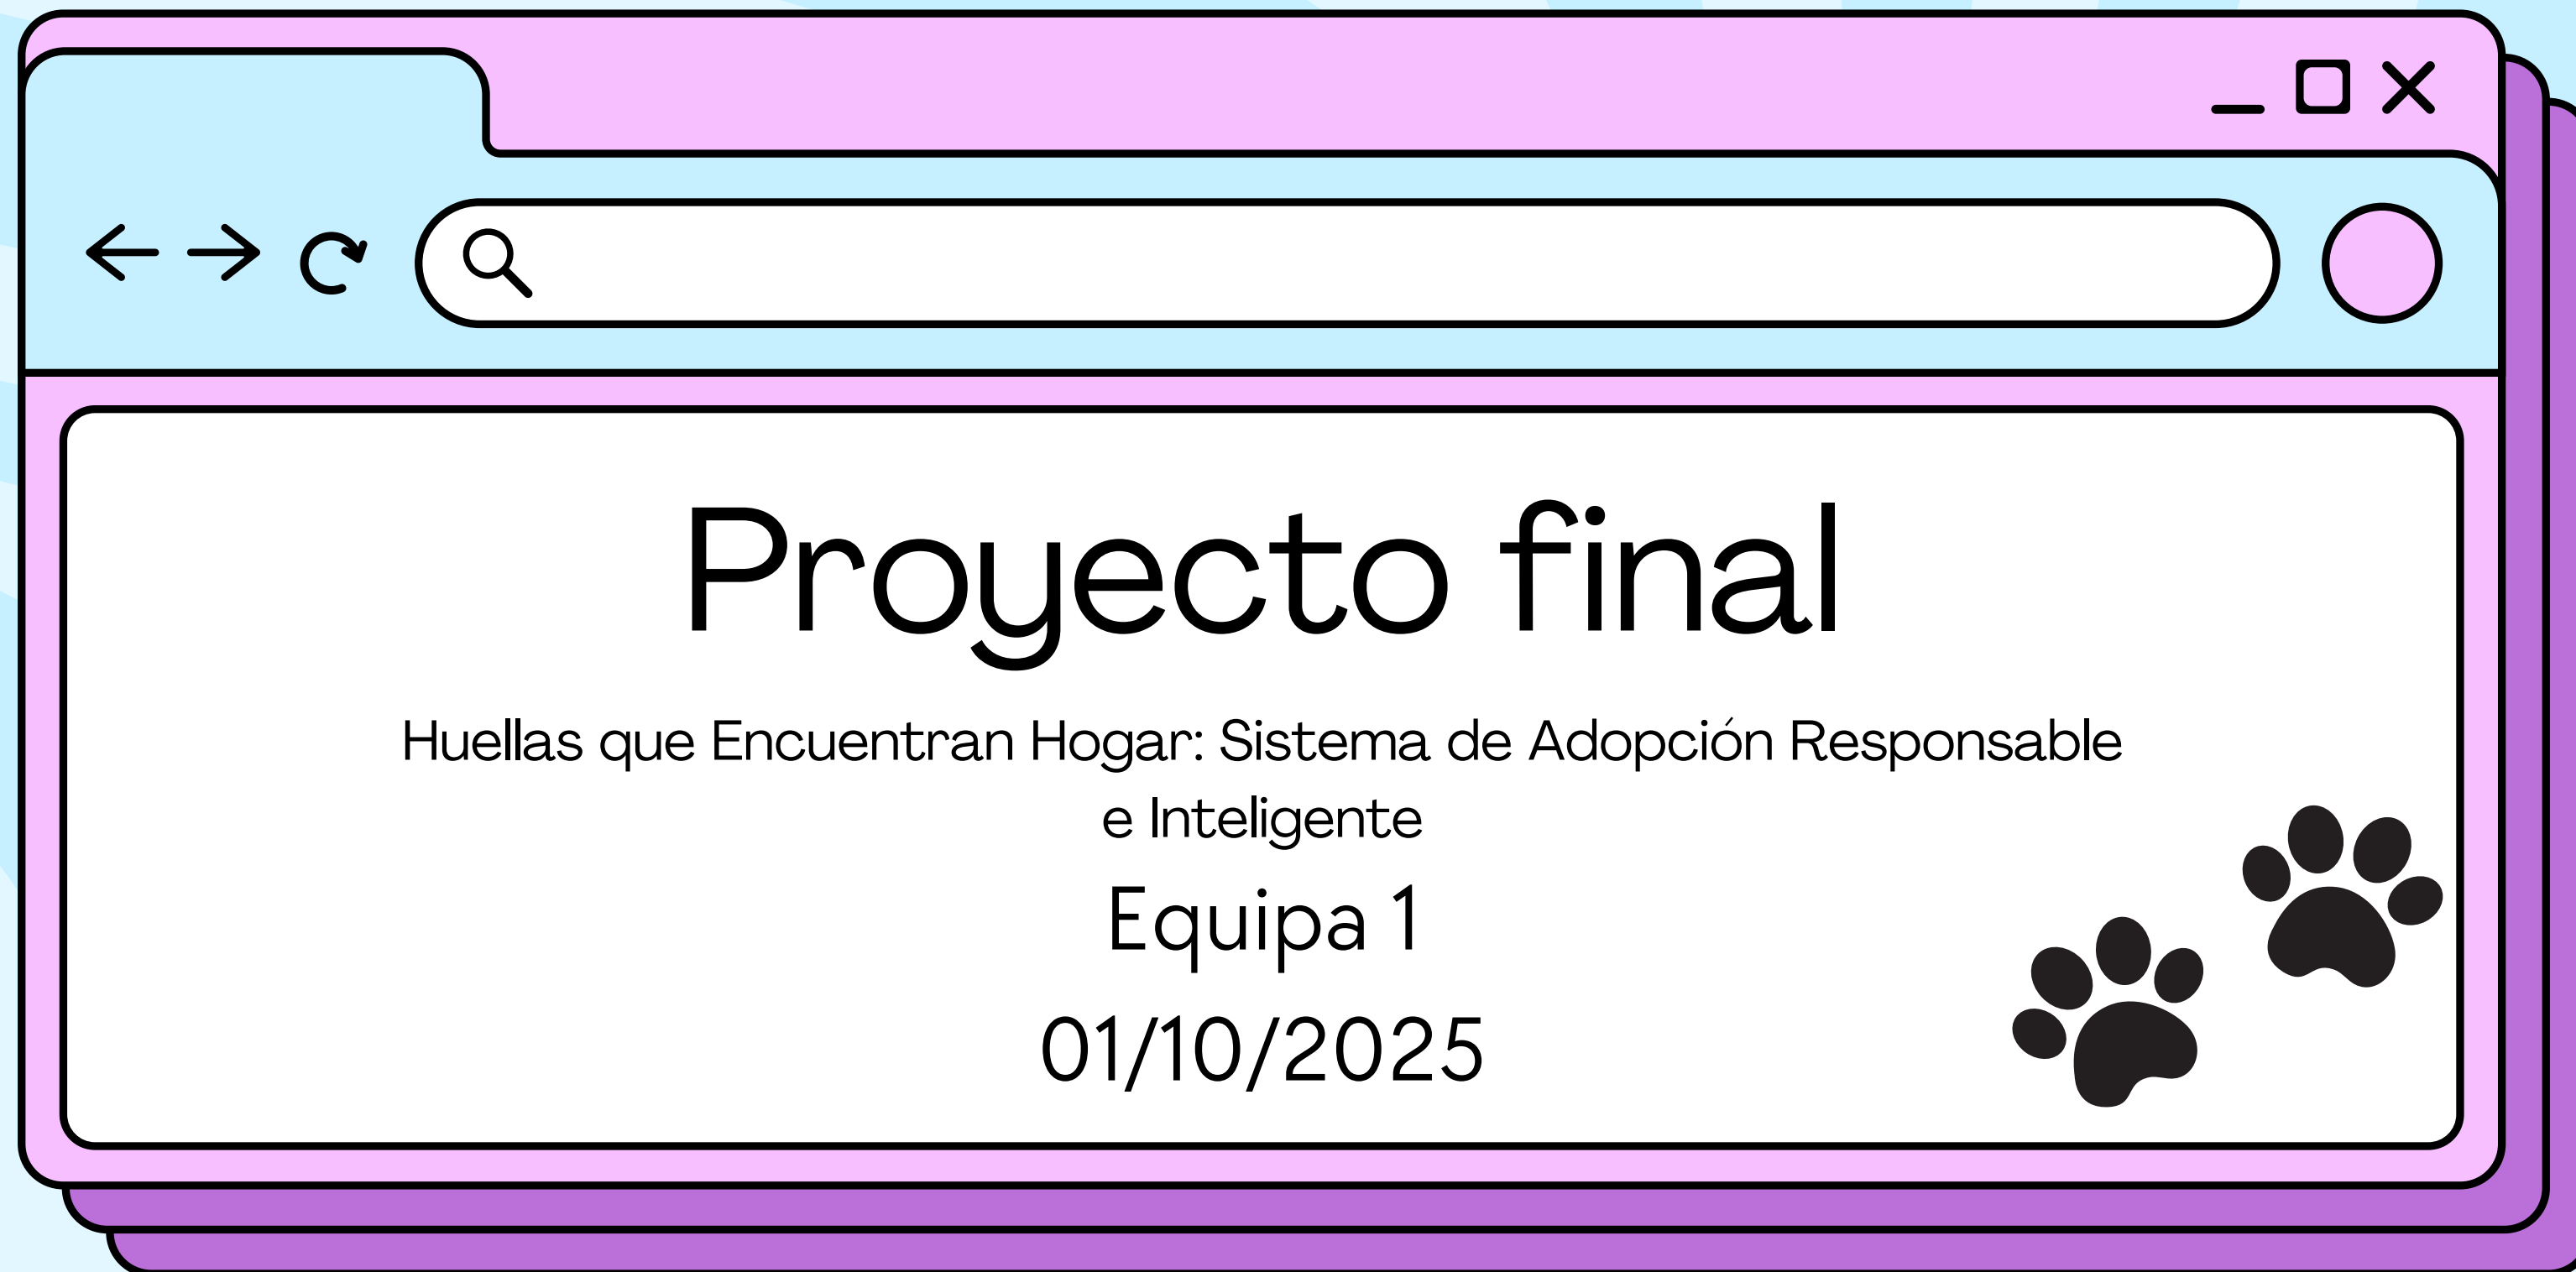 Proyecto final
Huellas que Encuentran Hogar: Sistema de Adopción Responsable
e Inteligente
Equipa 1
01/10/2025